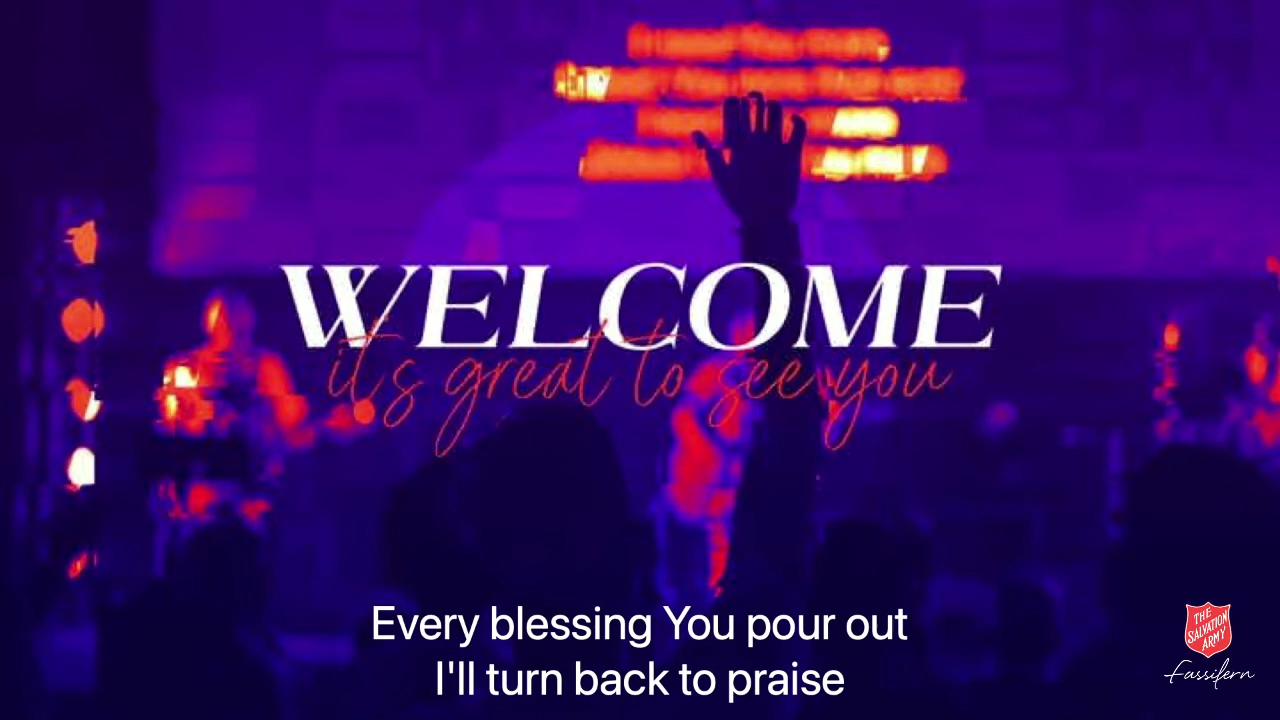 WELCOME
it's great to see you
Every blessing You pour out
I'll turn back to praise
THE
SALVATION
ARMY
Fassifern